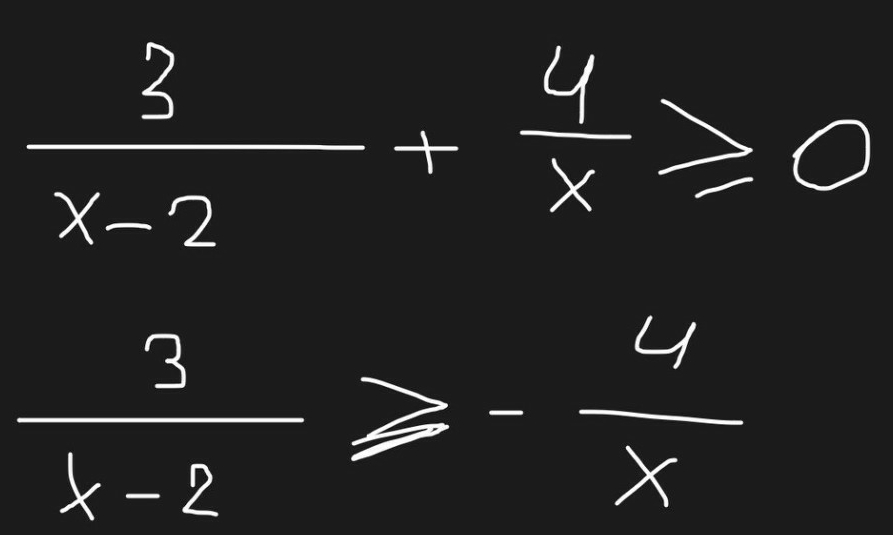 3/(x-2) + 4/x ⩾ 0
3/(x-2) ⩾ -4/x